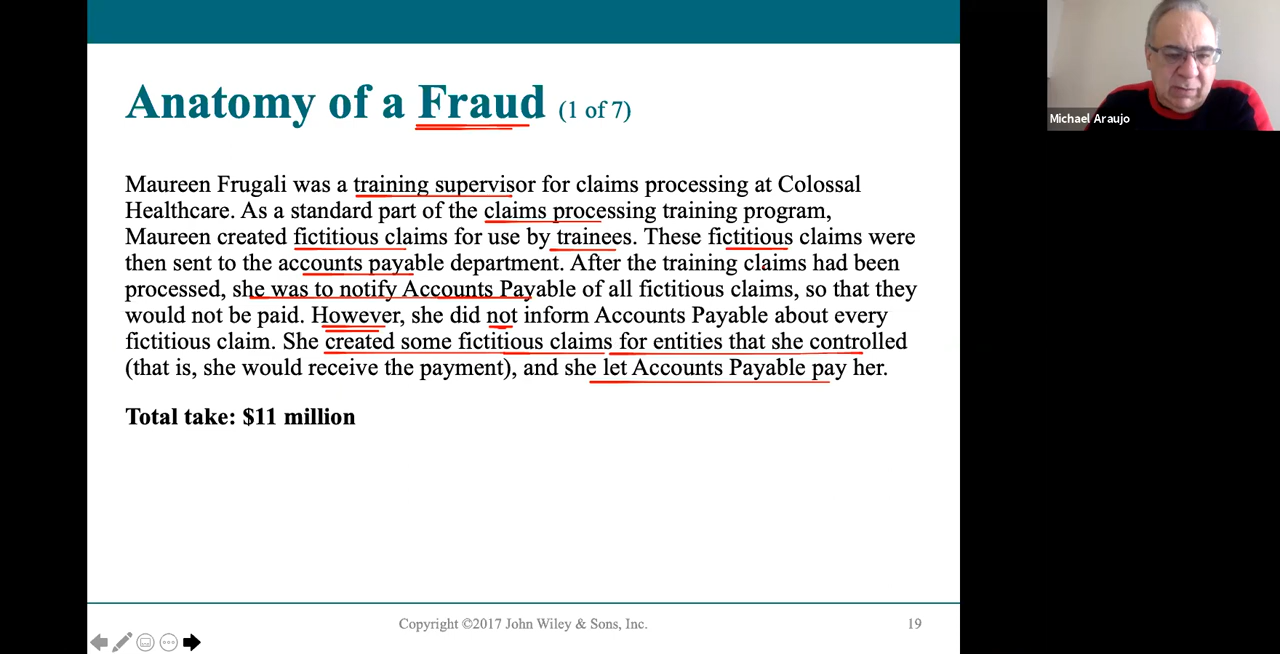 Anatomy of a Fraud (1 of 7)
Michael Araujo
Maureen Frugali was a training supervisor for claims processing at Colossal
Healthcare. As a standard part of the claims processing training program,
Maureen created fictitious claims for use by trainees. These fictitious claims were
then sent to the accounts payable department. After the training claims had been
processed, she was to notify Accounts Payable of all fictitious claims, so that they
would not be paid. However, she did not inform Accounts Payable about every
fictitious claim. She created some fictitious claims for entities that she controlled
(that is, she would receive the payment), and she let Accounts Payable pay her.
Total take: $11 million
Copyright ©2017 John Wiley & Sons, Inc.
19